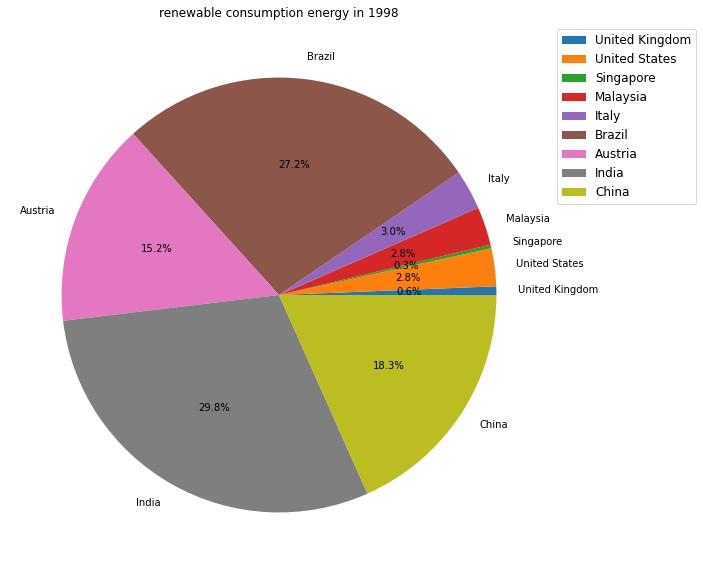 renewable consumption energy in 1998
United Kingdom
United States
Singapore
Malaysia
Italy
Brazil
Austria
India
China
Brazil
27.2%
Italy
3.0%
Malaysia
2.8%
Singapore
0.3%
United States
2.8%
United Kingdom
0.6%
Austria
15.2%
India
29.8%
China
18.3%